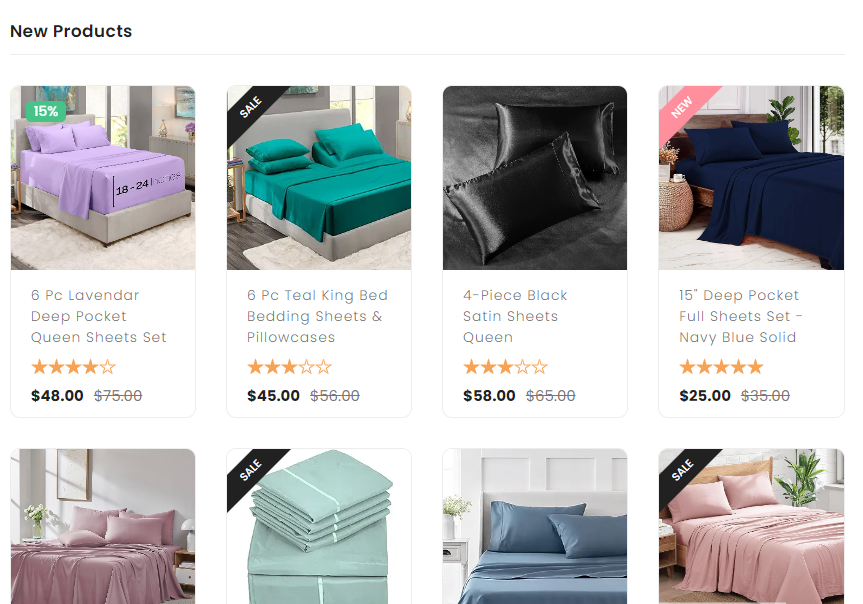 New Products
15%
18 - 24 Inches
6 Pc Lavendar
Deep Pocket
Queen Sheets Set
$48.00 $75.00
SALE
6 Pc Teal King Bed
Bedding Sheets &
Pillowcases
$45.00 $56.00
4-Piece Black
Satin Sheets
Queen
$58.00 $65.00
NEW
15" Deep Pocket
Full Sheets Set -
Navy Blue Solid
$25.00 $35.00
SALE
SALE